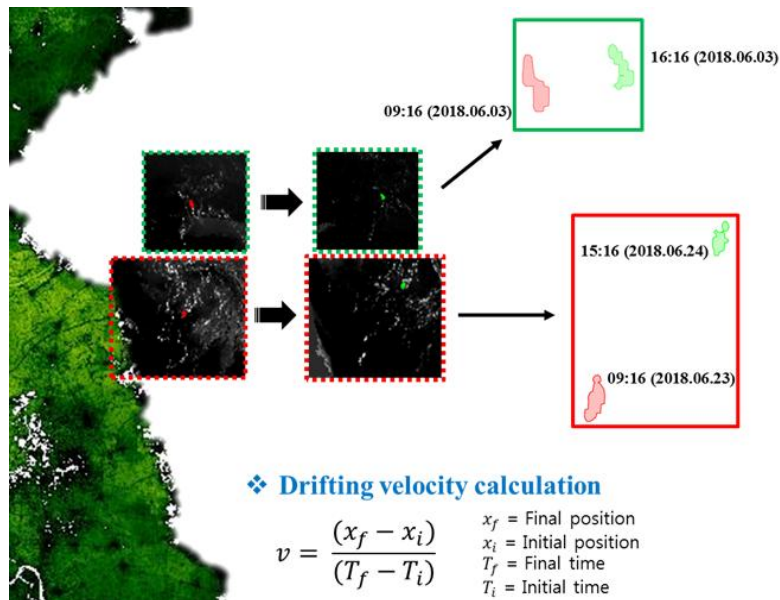 16:16 (2018.06.03)
09:16 (2018.06.03)
15:16 (2018.06.24)
09:16 (2018.06.23)
❖ Drifting velocity calculation
v = (x_f − x_i) / (T_f − T_i)
x_f = Final position
x_i = Initial position
T_f = Final time
T_i = Initial time